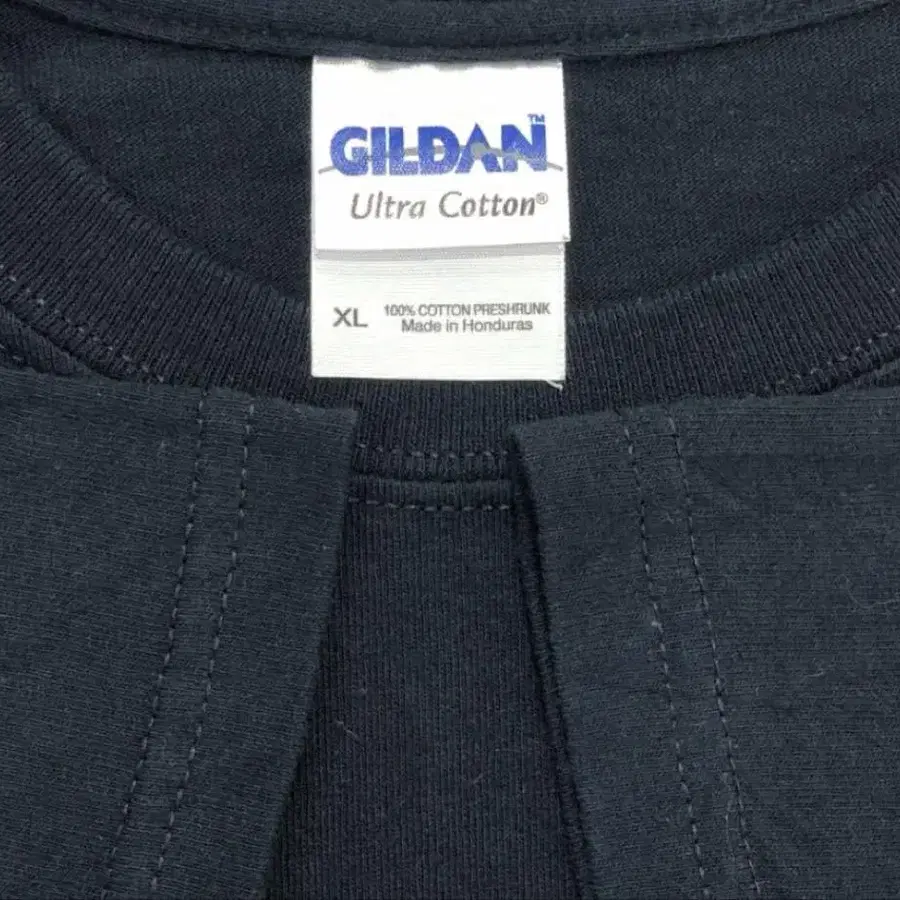 GILDAN™
Ultra Cotton®
XL
100% COTTON PRESHRUNK
Made in Honduras